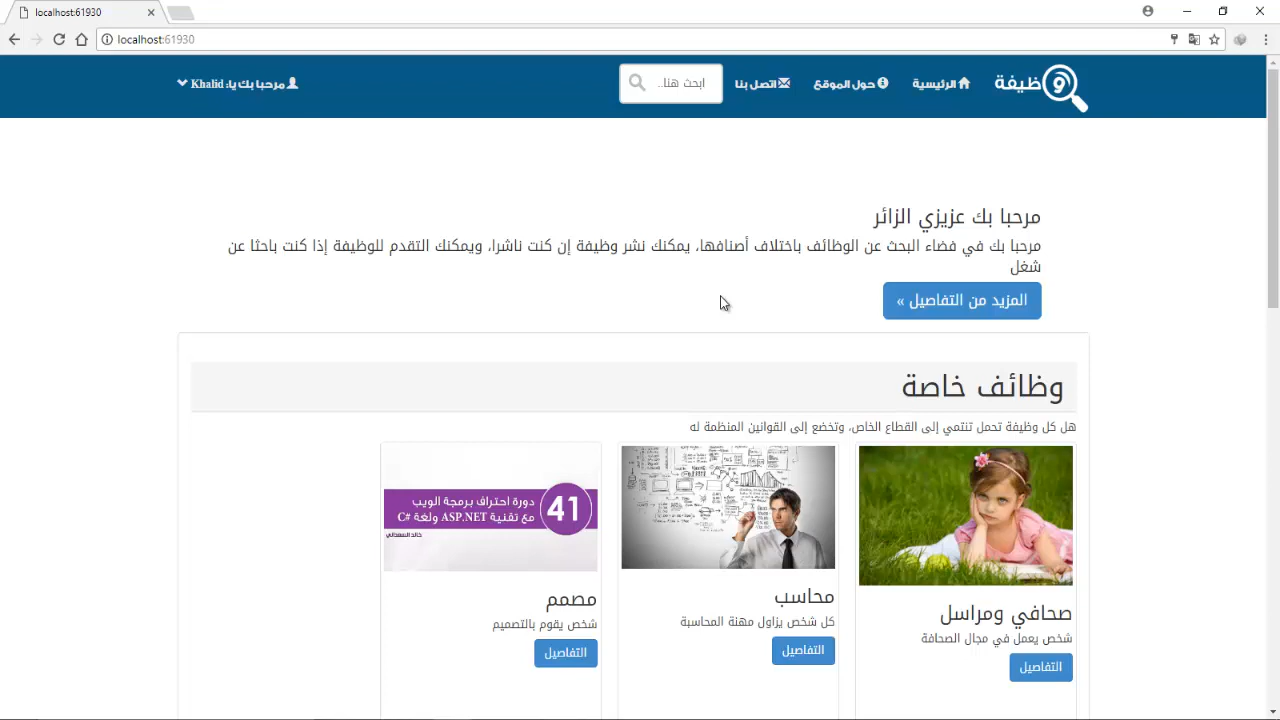 localhost:61930
localhost:61930
وظيفة
الرئيسية
حول الموقع
اتصل بنا
ابحث هنا..
مرحبا بك يا: Khalid
مرحبا بك عزيزي الزائر
مرحبا بك في فضاء البحث عن الوظائف باختلاف أصنافها، يمكنك نشر وظيفة إن كنت ناشرا، ويمكنك التقدم للوظيفة إذا كنت باحثا عن
شغل
المزيد من التفاصيل »
وظائف خاصة
هل كل وظيفة تحمل تنتمي إلى القطاع الخاص، وتخضع إلى القوانين المنظمة له
صحافي ومراسل
شخص يعمل في مجال الصحافة
التفاصيل
محاسب
كل شخص يزاول مهنة المحاسبة
التفاصيل
41
دورة احتراف برمجة الويب
مع تقنية ASP.NET ولغة C#
خالد السعداني
مصمم
شخص يقوم بالتصميم
التفاصيل